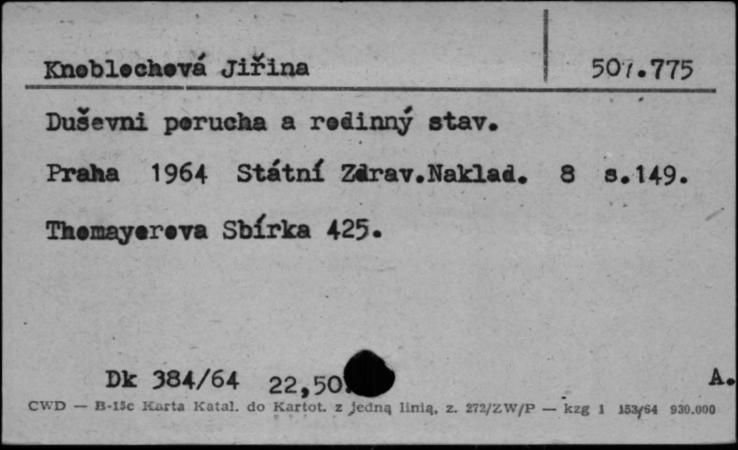 Knoblochová Jiřina 507.775
Duševni porucha a rodinný stav.
Praha 1964 Státní Zdrav.Naklad. 8 s.149.
Thomayerova Sbírka 425.
Dk 384/64 22,50 A.
CWD — B-15c Karta Katal. do Kartot. z jedną linią, z. 272/ZW/P — kzg 1 153/64 930.000